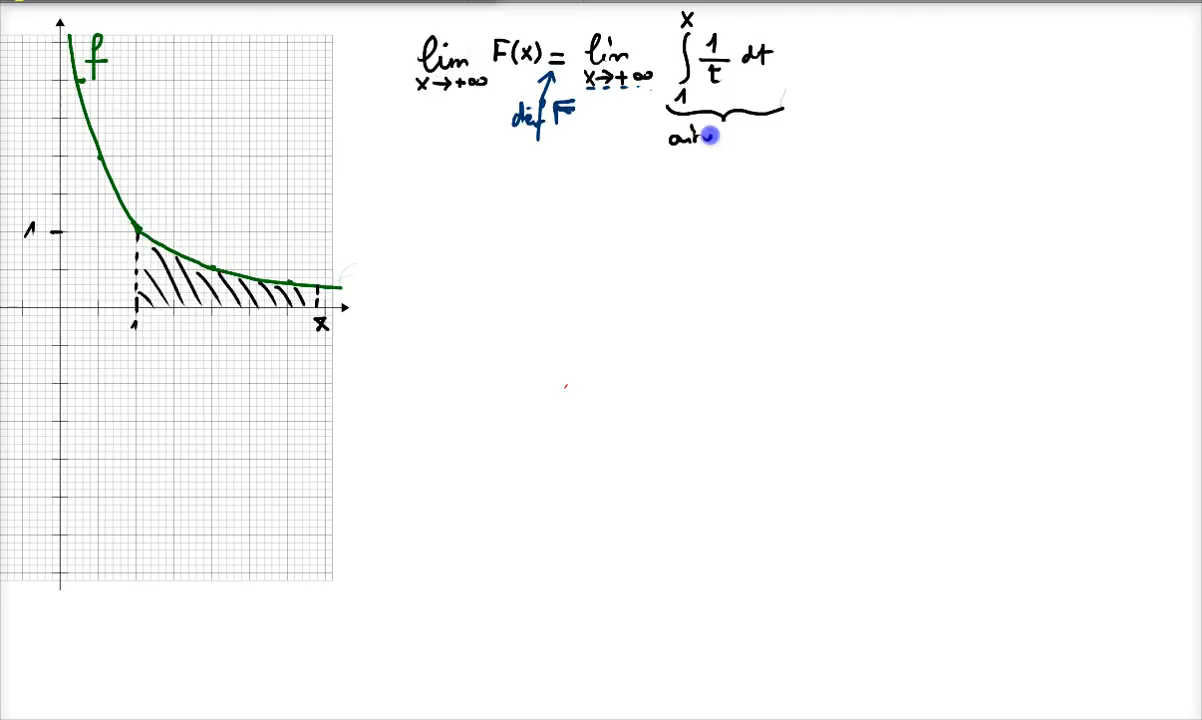 f
lim F(x) = lim ∫₁ˣ 1/t dt
x→+∞ x→+∞
déf F
1
1 x